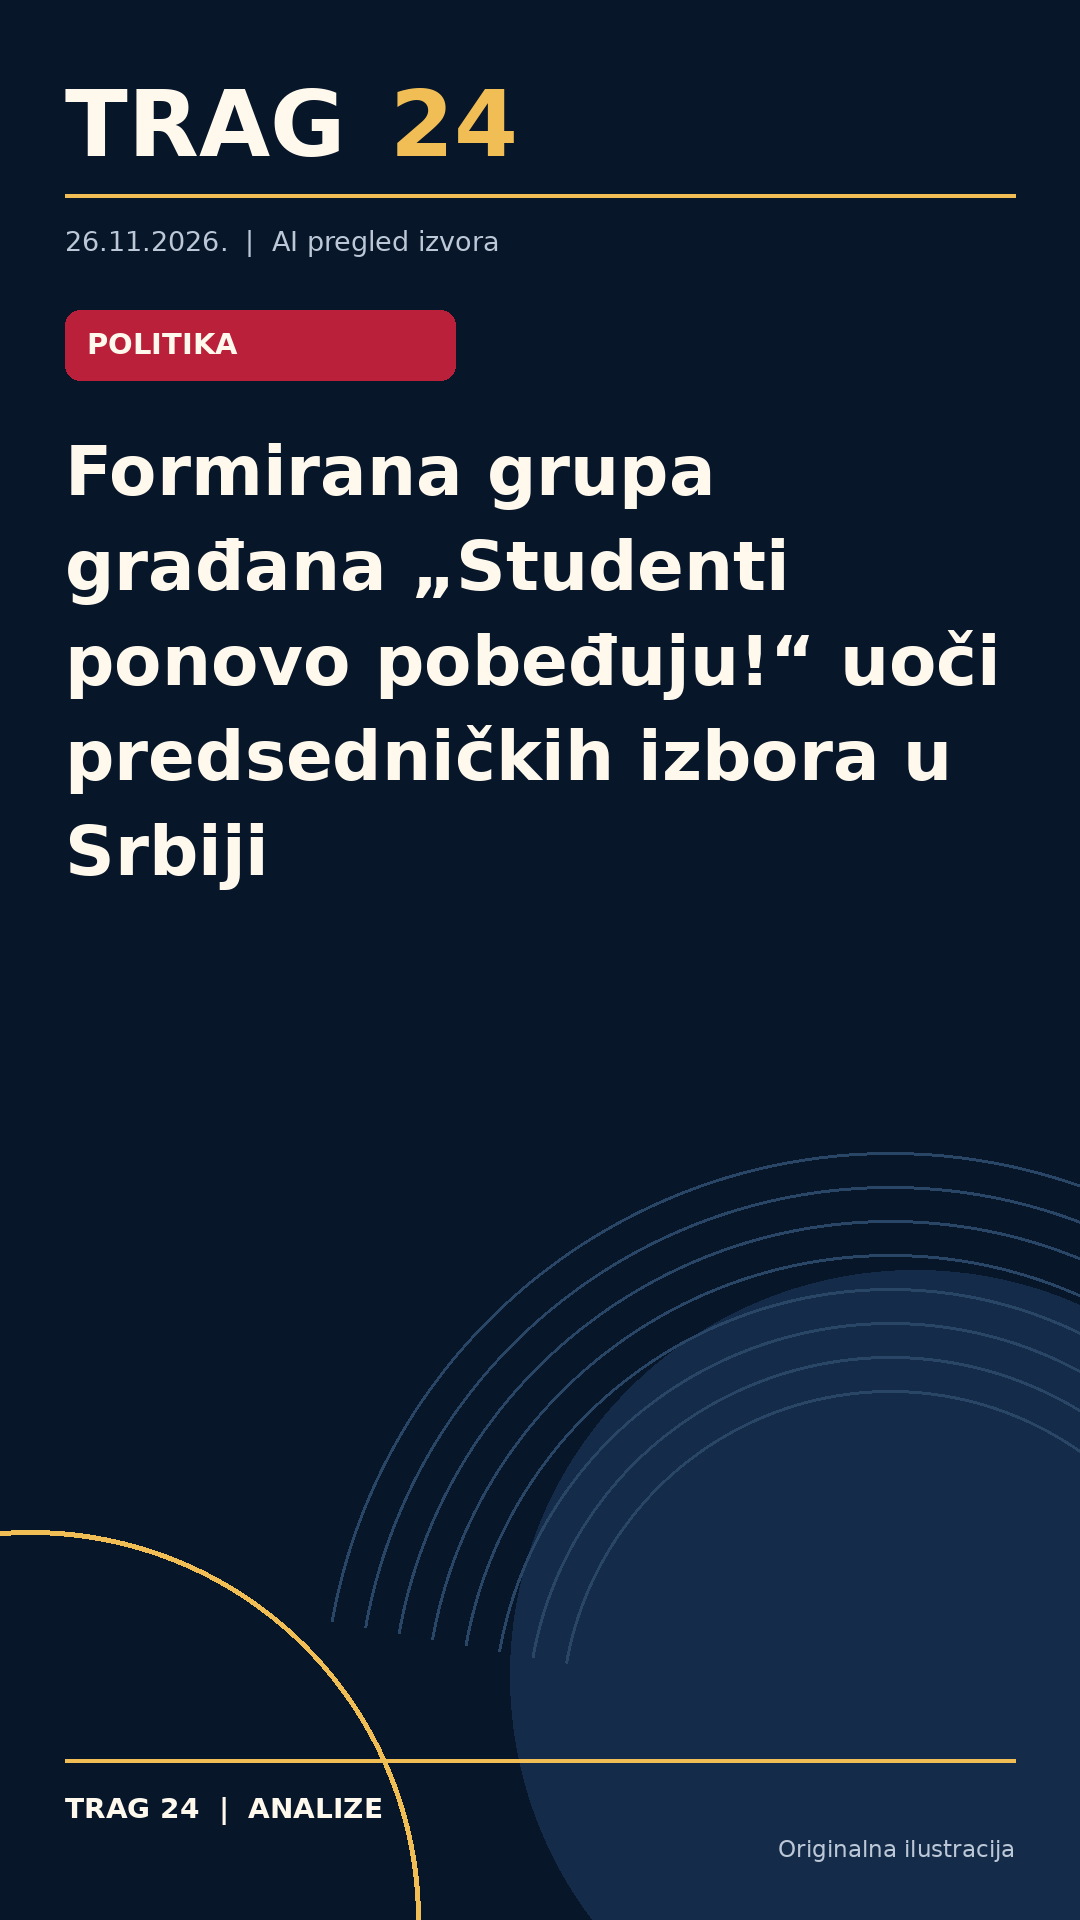 TRAG 24
26.11.2026. | AI pregled izvora
POLITIKA
Formirana grupa
građana „Studenti
ponovo pobeđuju!“ uoči
predsedničkih izbora u
Srbiji
TRAG 24 | ANALIZE
Originalna ilustracija